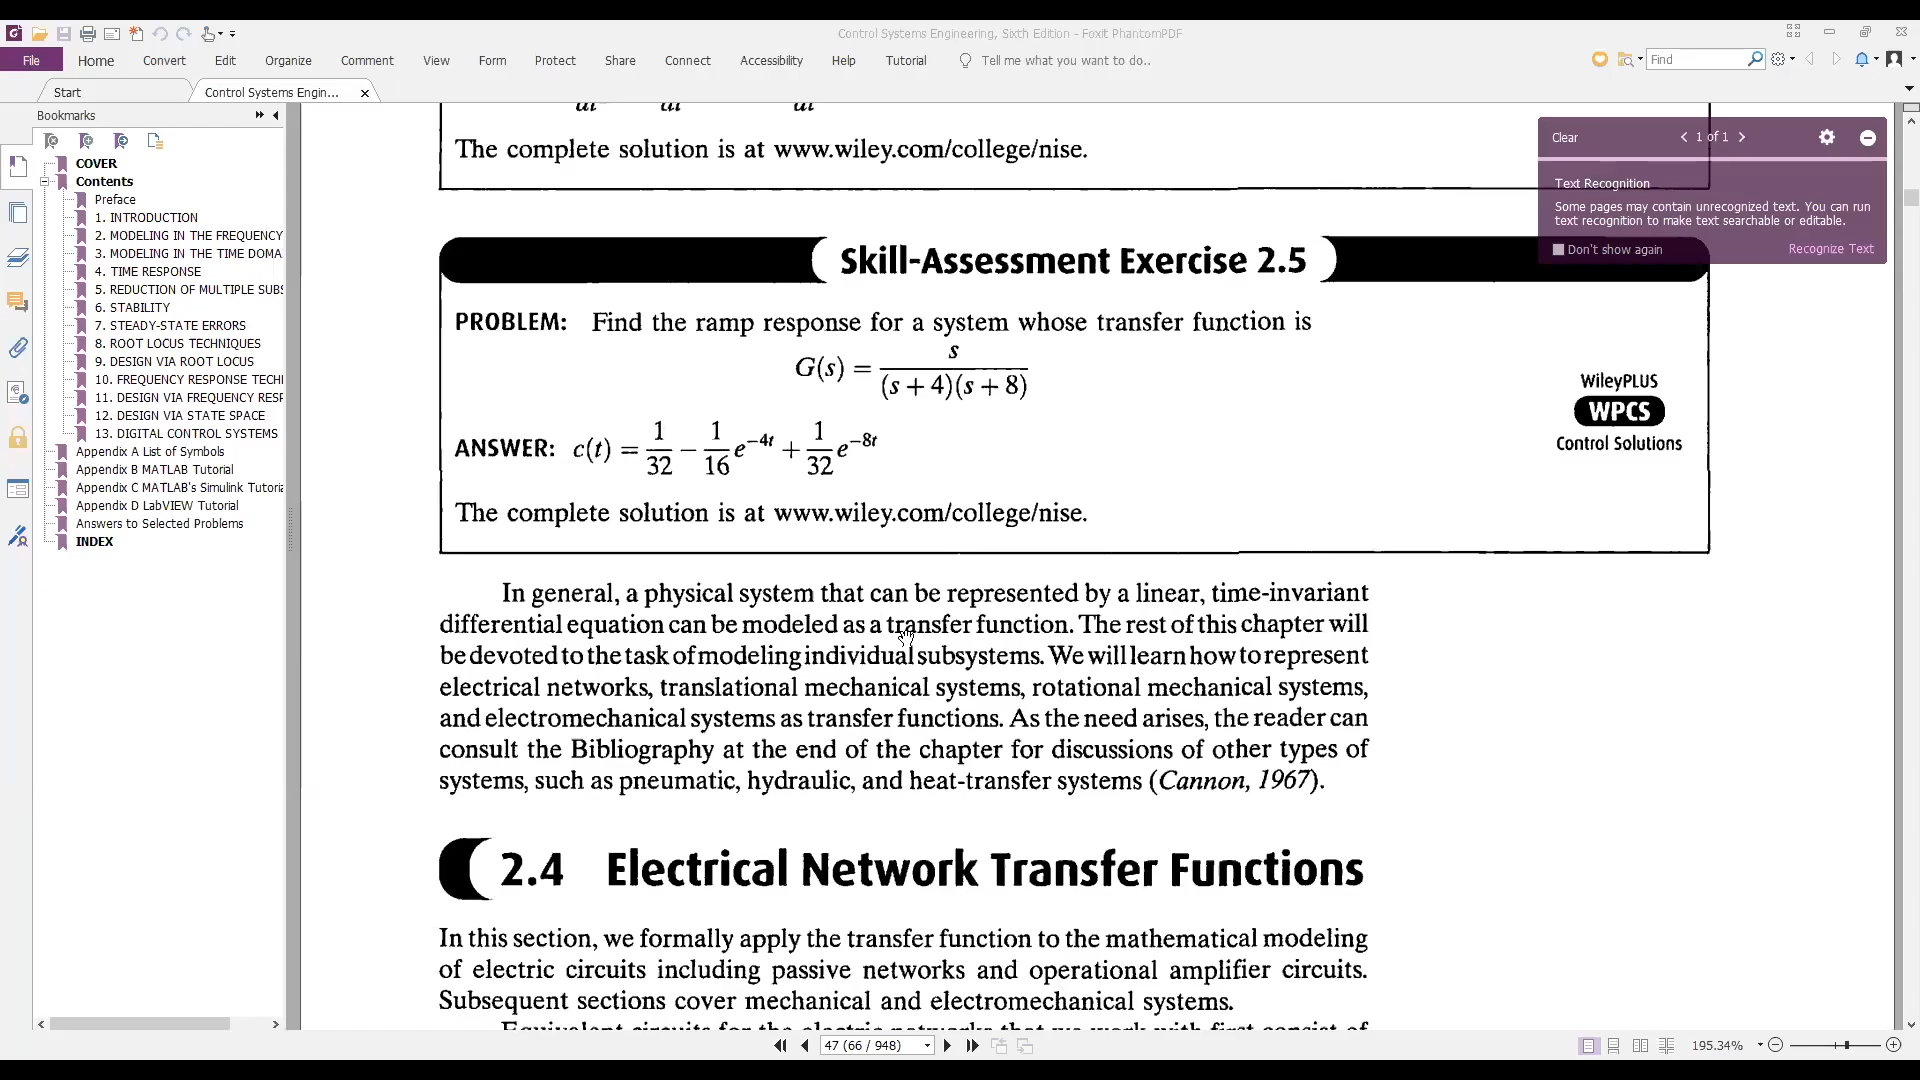 Control Systems Engineering, Sixth Edition - Foxit PhantomPDF
File Home Convert Edit Organize Comment View Form Protect Share Connect Accessibility Help Tutorial Tell me what you want to do.. Find
Start Control Systems Engin...
Bookmarks
COVER
Contents
Preface
1. INTRODUCTION
2. MODELING IN THE FREQUENCY
3. MODELING IN THE TIME DOMA
4. TIME RESPONSE
5. REDUCTION OF MULTIPLE SUBS
6. STABILITY
7. STEADY-STATE ERRORS
8. ROOT LOCUS TECHNIQUES
9. DESIGN VIA ROOT LOCUS
10. FREQUENCY RESPONSE TECH
11. DESIGN VIA FREQUENCY RESP
12. DESIGN VIA STATE SPACE
13. DIGITAL CONTROL SYSTEMS
Appendix A List of Symbols
Appendix B MATLAB Tutorial
Appendix C MATLAB's Simulink Tutoria
Appendix D LabVIEW Tutorial
Answers to Selected Problems
INDEX
The complete solution is at www.wiley.com/college/nise.
Clear 1 of 1
Text Recognition
Some pages may contain unrecognized text. You can run
text recognition to make text searchable or editable.
Don't show again Recognize Text
Skill-Assessment Exercise 2.5
PROBLEM: Find the ramp response for a system whose transfer function is
G(s) = s / (s + 4)(s + 8)
ANSWER: c(t) = 1/32 − 1/16 e^−4t + 1/32 e^−8t
The complete solution is at www.wiley.com/college/nise.
WileyPLUS
WPCS
Control Solutions
In general, a physical system that can be represented by a linear, time-invariant
differential equation can be modeled as a transfer function. The rest of this chapter will
be devoted to the task of modeling individual subsystems. We will learn how to represent
electrical networks, translational mechanical systems, rotational mechanical systems,
and electromechanical systems as transfer functions. As the need arises, the reader can
consult the Bibliography at the end of the chapter for discussions of other types of
systems, such as pneumatic, hydraulic, and heat-transfer systems (Cannon, 1967).
2.4 Electrical Network Transfer Functions
In this section, we formally apply the transfer function to the mathematical modeling
of electric circuits including passive networks and operational amplifier circuits.
Subsequent sections cover mechanical and electromechanical systems.
Equivalent circuits for the electric networks that we work with first consist of
47 (66 / 948) 195.34%